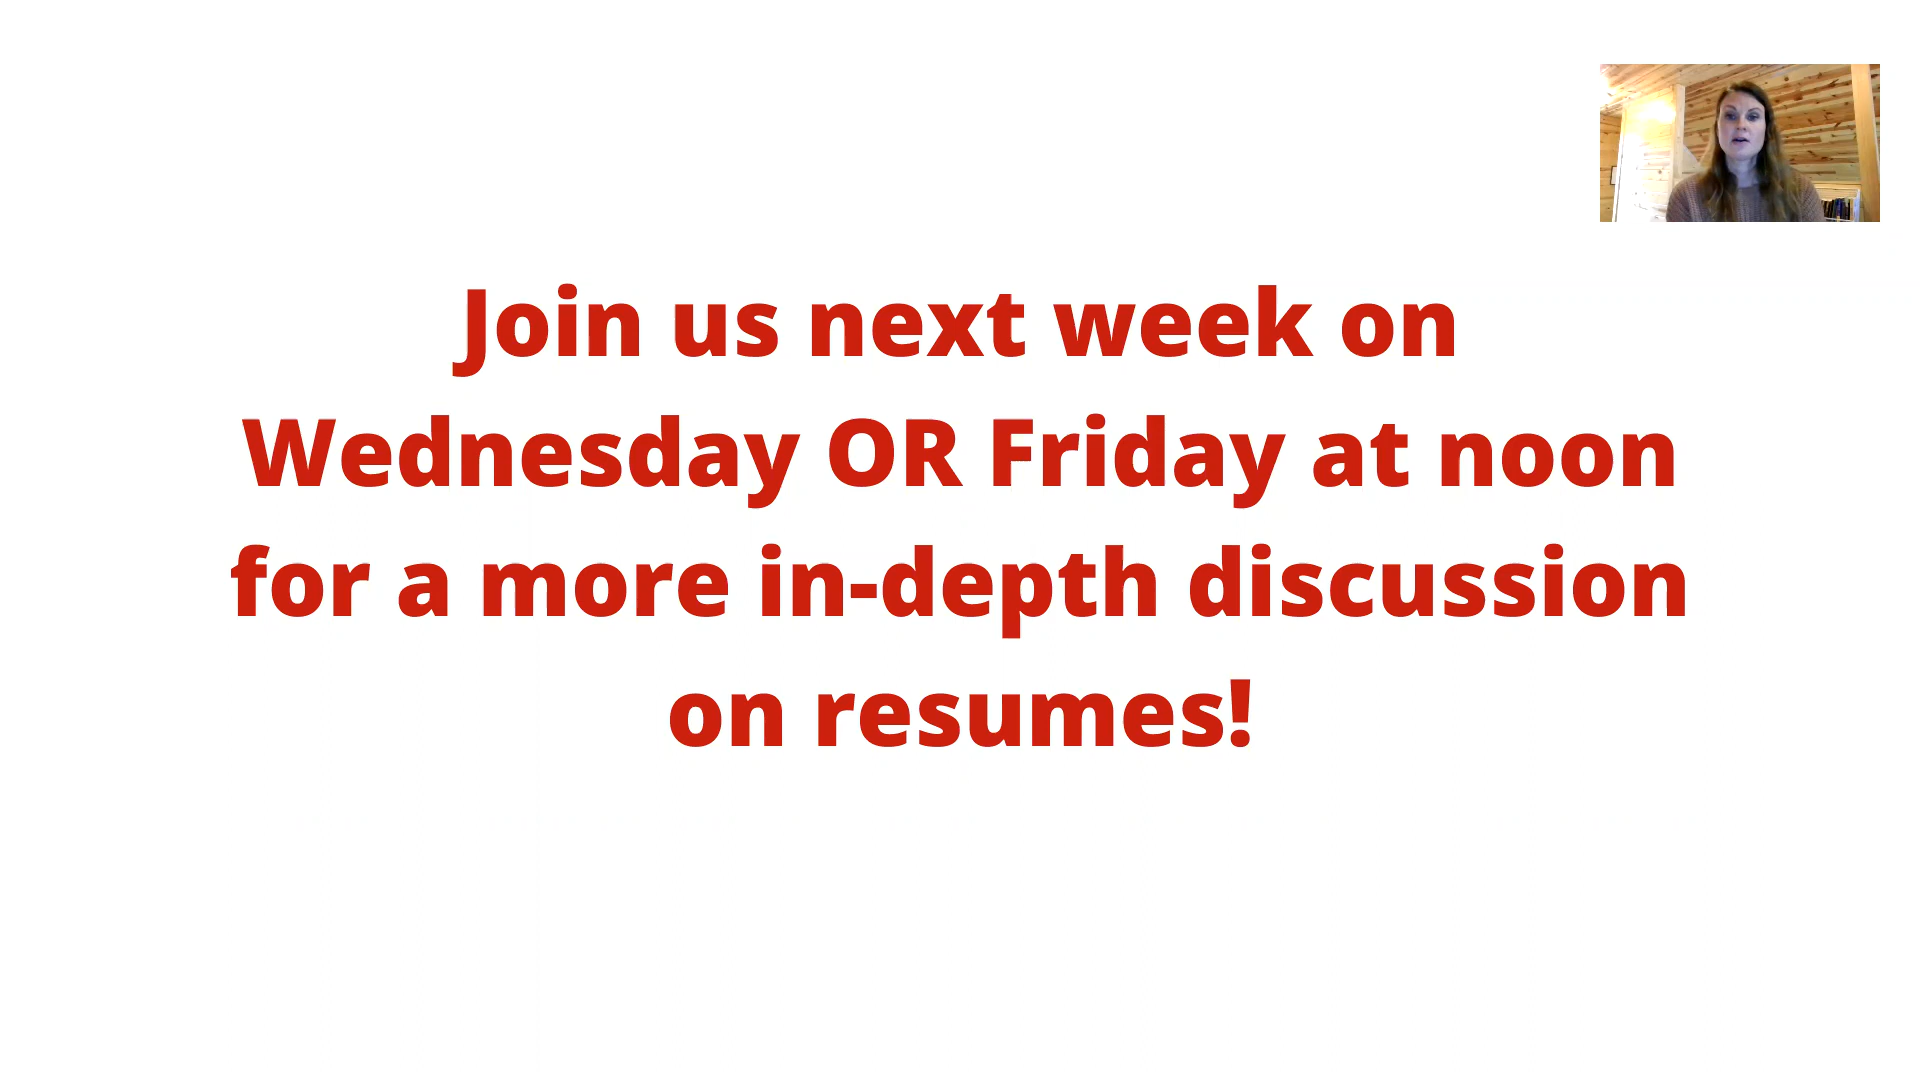 Join us next week on
Wednesday OR Friday at noon
for a more in-depth discussion
on resumes!